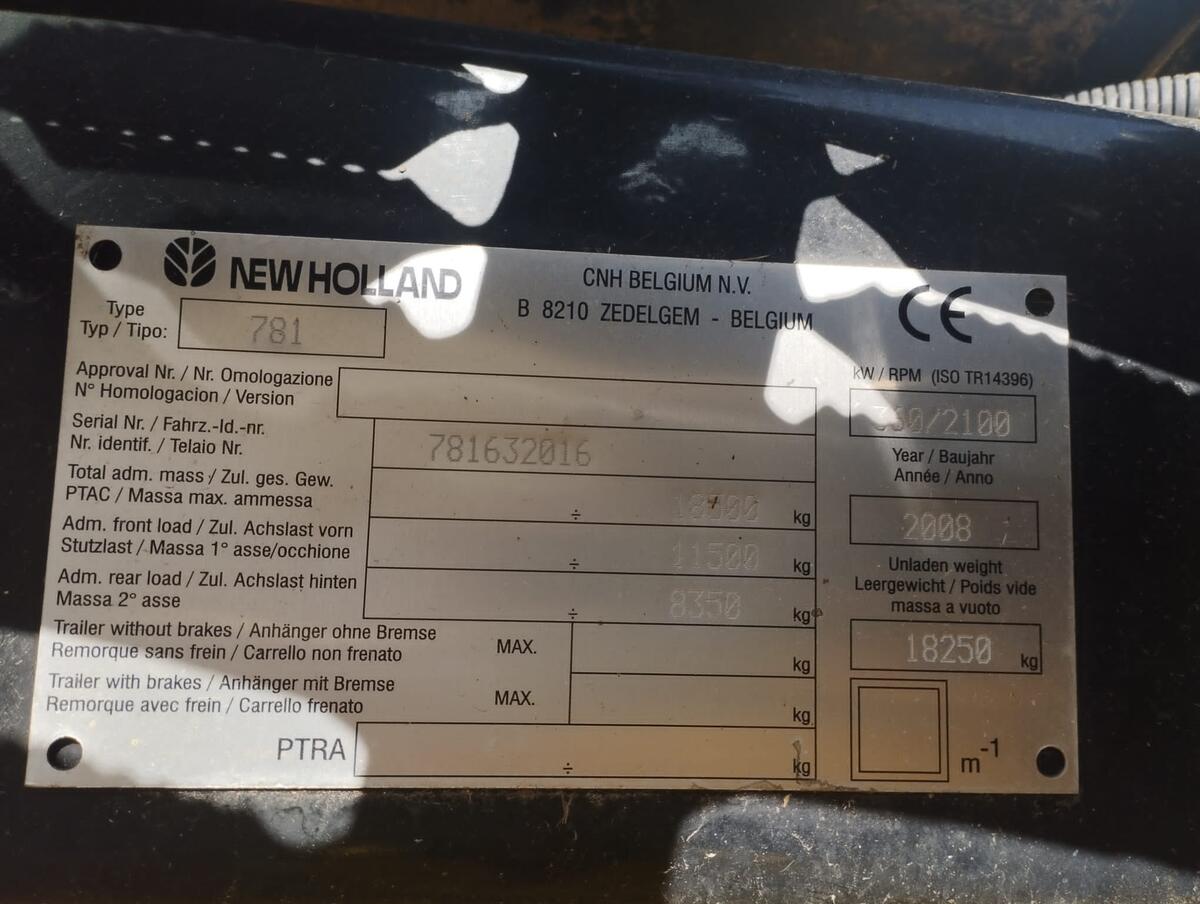 NEW HOLLAND
CNH BELGIUM N.V.
B 8210 ZEDELGEM - BELGIUM
CE
Type
Typ / Tipo:
781
Approval Nr. / Nr. Omologazione
N° Homologacion / Version
Serial Nr. / Fahrz.-Id.-nr.
Nr. identif. / Telaio Nr.
781632016
Total adm. mass / Zul. ges. Gew.
PTAC / Massa max. ammessa
÷ kg
Adm. front load / Zul. Achslast vorn
Stutzlast / Massa 1° asse/occhione
÷ 11500 kg
Adm. rear load / Zul. Achslast hinten
Massa 2° asse
÷ 8350 kg
Trailer without brakes / Anhänger ohne Bremse
Remorque sans frein / Carrello non frenato
MAX. kg
Trailer with brakes / Anhänger mit Bremse
Remorque avec frein / Carrello frenato
MAX. kg
PTRA ÷ kg
kW / RPM (ISO TR14396)
360/2100
Year / Baujahr
Année / Anno
2008
Unladen weight
Leergewicht / Poids vide
massa a vuoto
18250 kg
m-1